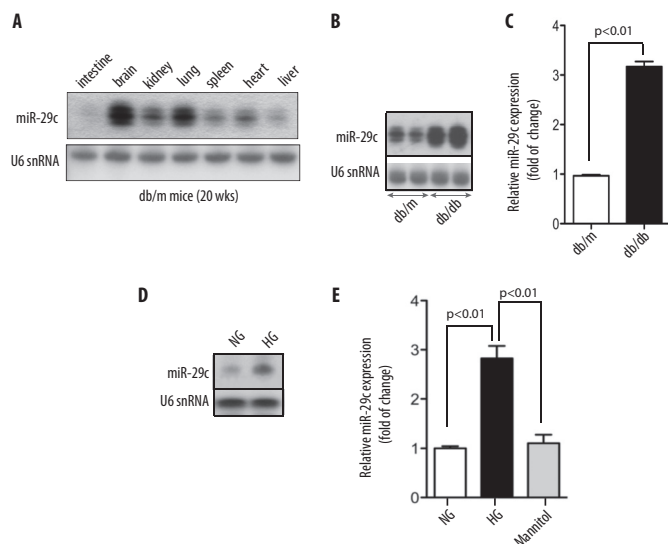 A
intestine
brain
kidney
lung
spleen
heart
liver
miR-29c
U6 snRNA
db/m mice (20 wks)
B
miR-29c
U6 snRNA
db/m
db/db
C
p<0.01
Relative miR-29c expression
(fold of change)
4
3
2
1
0
db/m
db/db
D
NG
HG
miR-29c
U6 snRNA
E
p<0.01
p<0.01
Relative miR-29c expression
(fold of change)
4
3
2
1
0
NG
HG
Mannitol